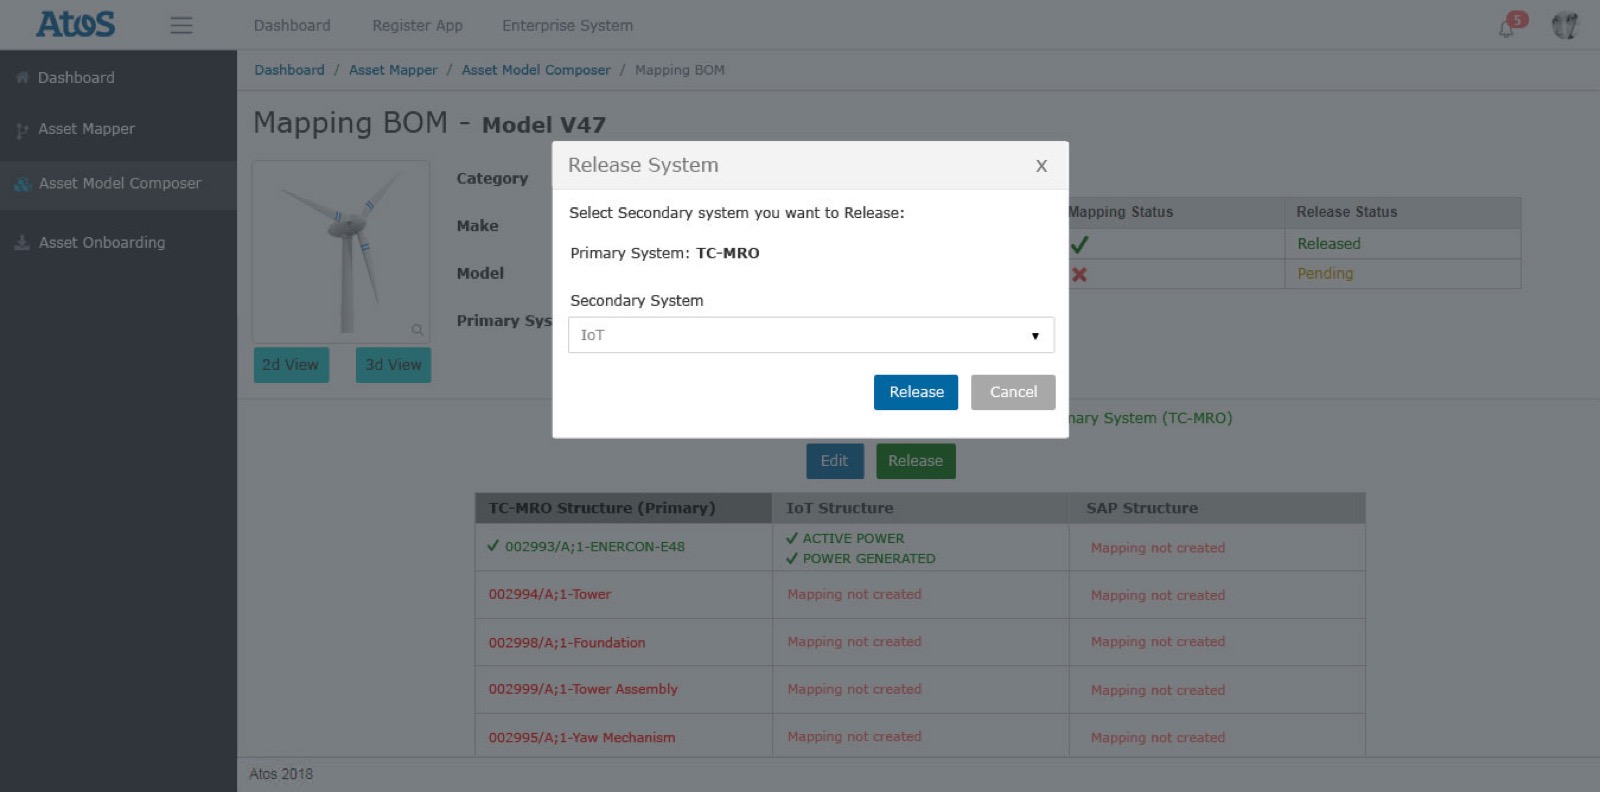 Atos
Dashboard Register App Enterprise System
5
Dashboard
Asset Mapper
Asset Model Composer
Asset Onboarding
Dashboard / Asset Mapper / Asset Model Composer / Mapping BOM
Mapping BOM - Model V47
Category
Make
Model
Primary Sys
2d View 3d View
Release System X
Select Secondary system you want to Release:
Primary System: TC-MRO
Secondary System
IoT
Release Cancel
Mapping Status Release Status
Released
Pending
mary System (TC-MRO)
Edit Release
TC-MRO Structure (Primary) IoT Structure SAP Structure
002993/A;1-ENERCON-E48 ACTIVE POWER Mapping not created
POWER GENERATED
002994/A;1-Tower Mapping not created Mapping not created
002998/A;1-Foundation Mapping not created Mapping not created
002999/A;1-Tower Assembly Mapping not created Mapping not created
002995/A;1-Yaw Mechanism Mapping not created Mapping not created
Atos 2018